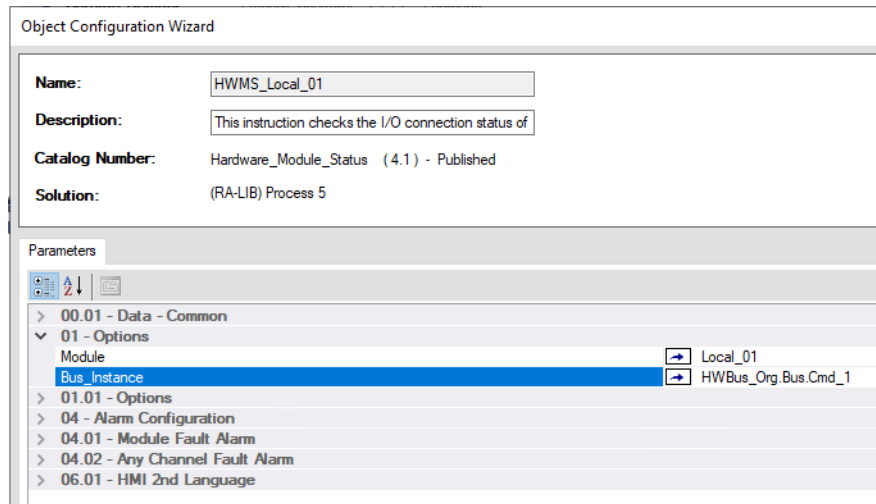 Object Configuration Wizard
Name: HWMS_Local_01
Description: This instruction checks the I/O connection status of
Catalog Number: Hardware_Module_Status ( 4.1 ) - Published
Solution: (RA-LIB) Process 5
Parameters
00.01 - Data - Common
01 - Options
Module Local_01
Bus_Instance HWBus_Org.Bus.Cmd_1
01.01 - Options
04 - Alarm Configuration
04.01 - Module Fault Alarm
04.02 - Any Channel Fault Alarm
06.01 - HMI 2nd Language